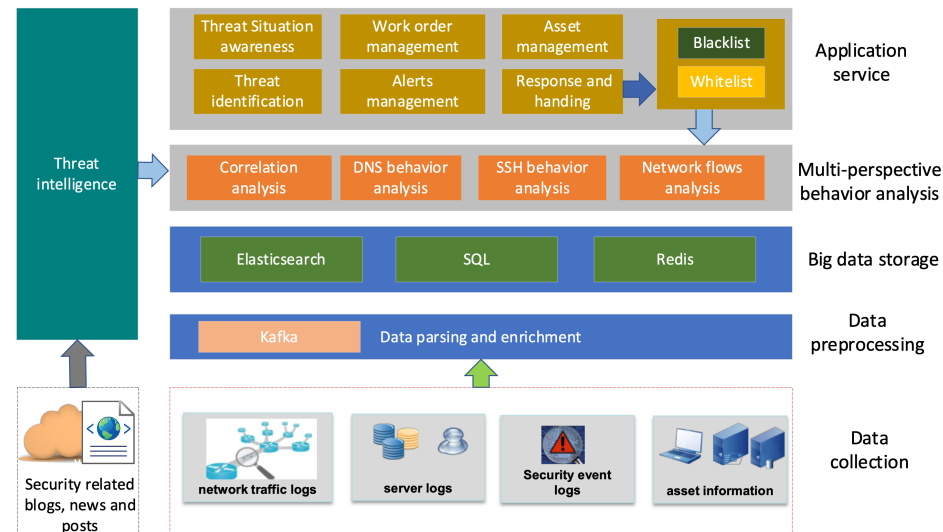 Threat Situation
awareness
Work order
management
Asset
management
Threat
identification
Alerts
management
Response and
handing
Blacklist
Whitelist
Application
service
Threat
intelligence
Correlation
analysis
DNS behavior
analysis
SSH behavior
analysis
Network flows
analysis
Multi-perspective
behavior analysis
Elasticsearch
SQL
Redis
Big data storage
Kafka
Data parsing and enrichment
Data
preprocessing
Security related
blogs, news and
posts
network traffic logs
server logs
Security event
logs
asset information
Data
collection